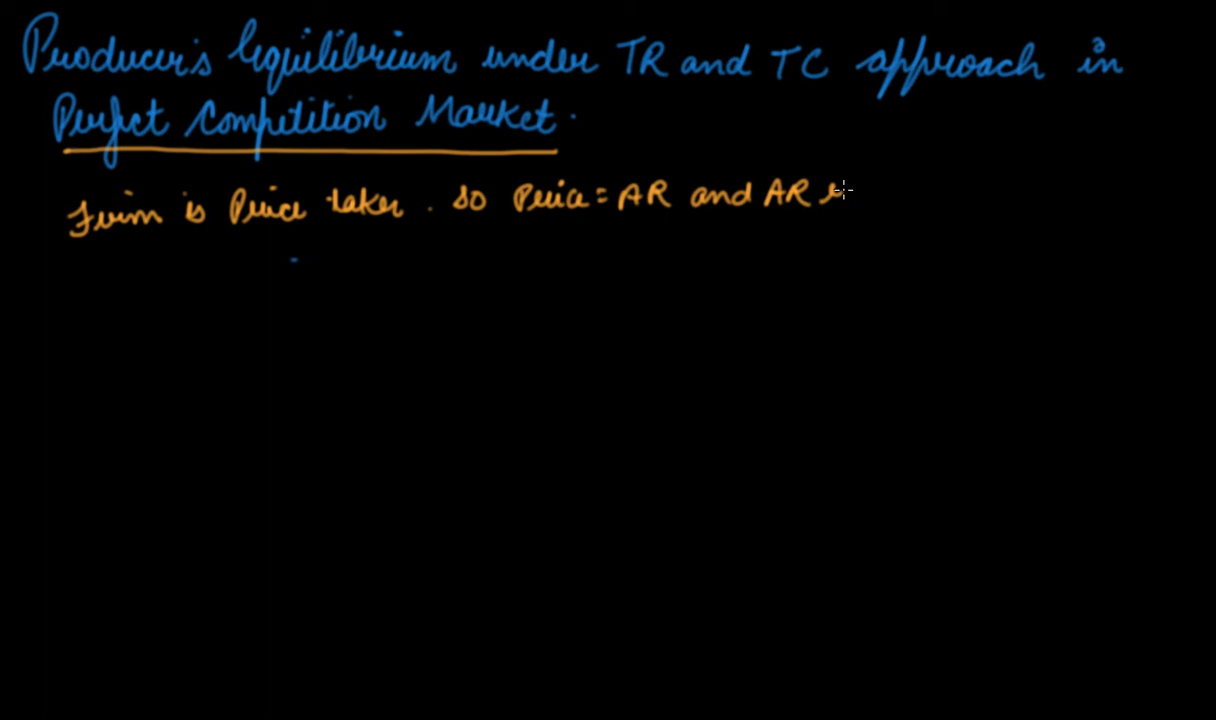 Producer's Equilibrium under TR and TC approach in
Perfect Competition Market.
Firm is Price taker. So Price = AR and AR